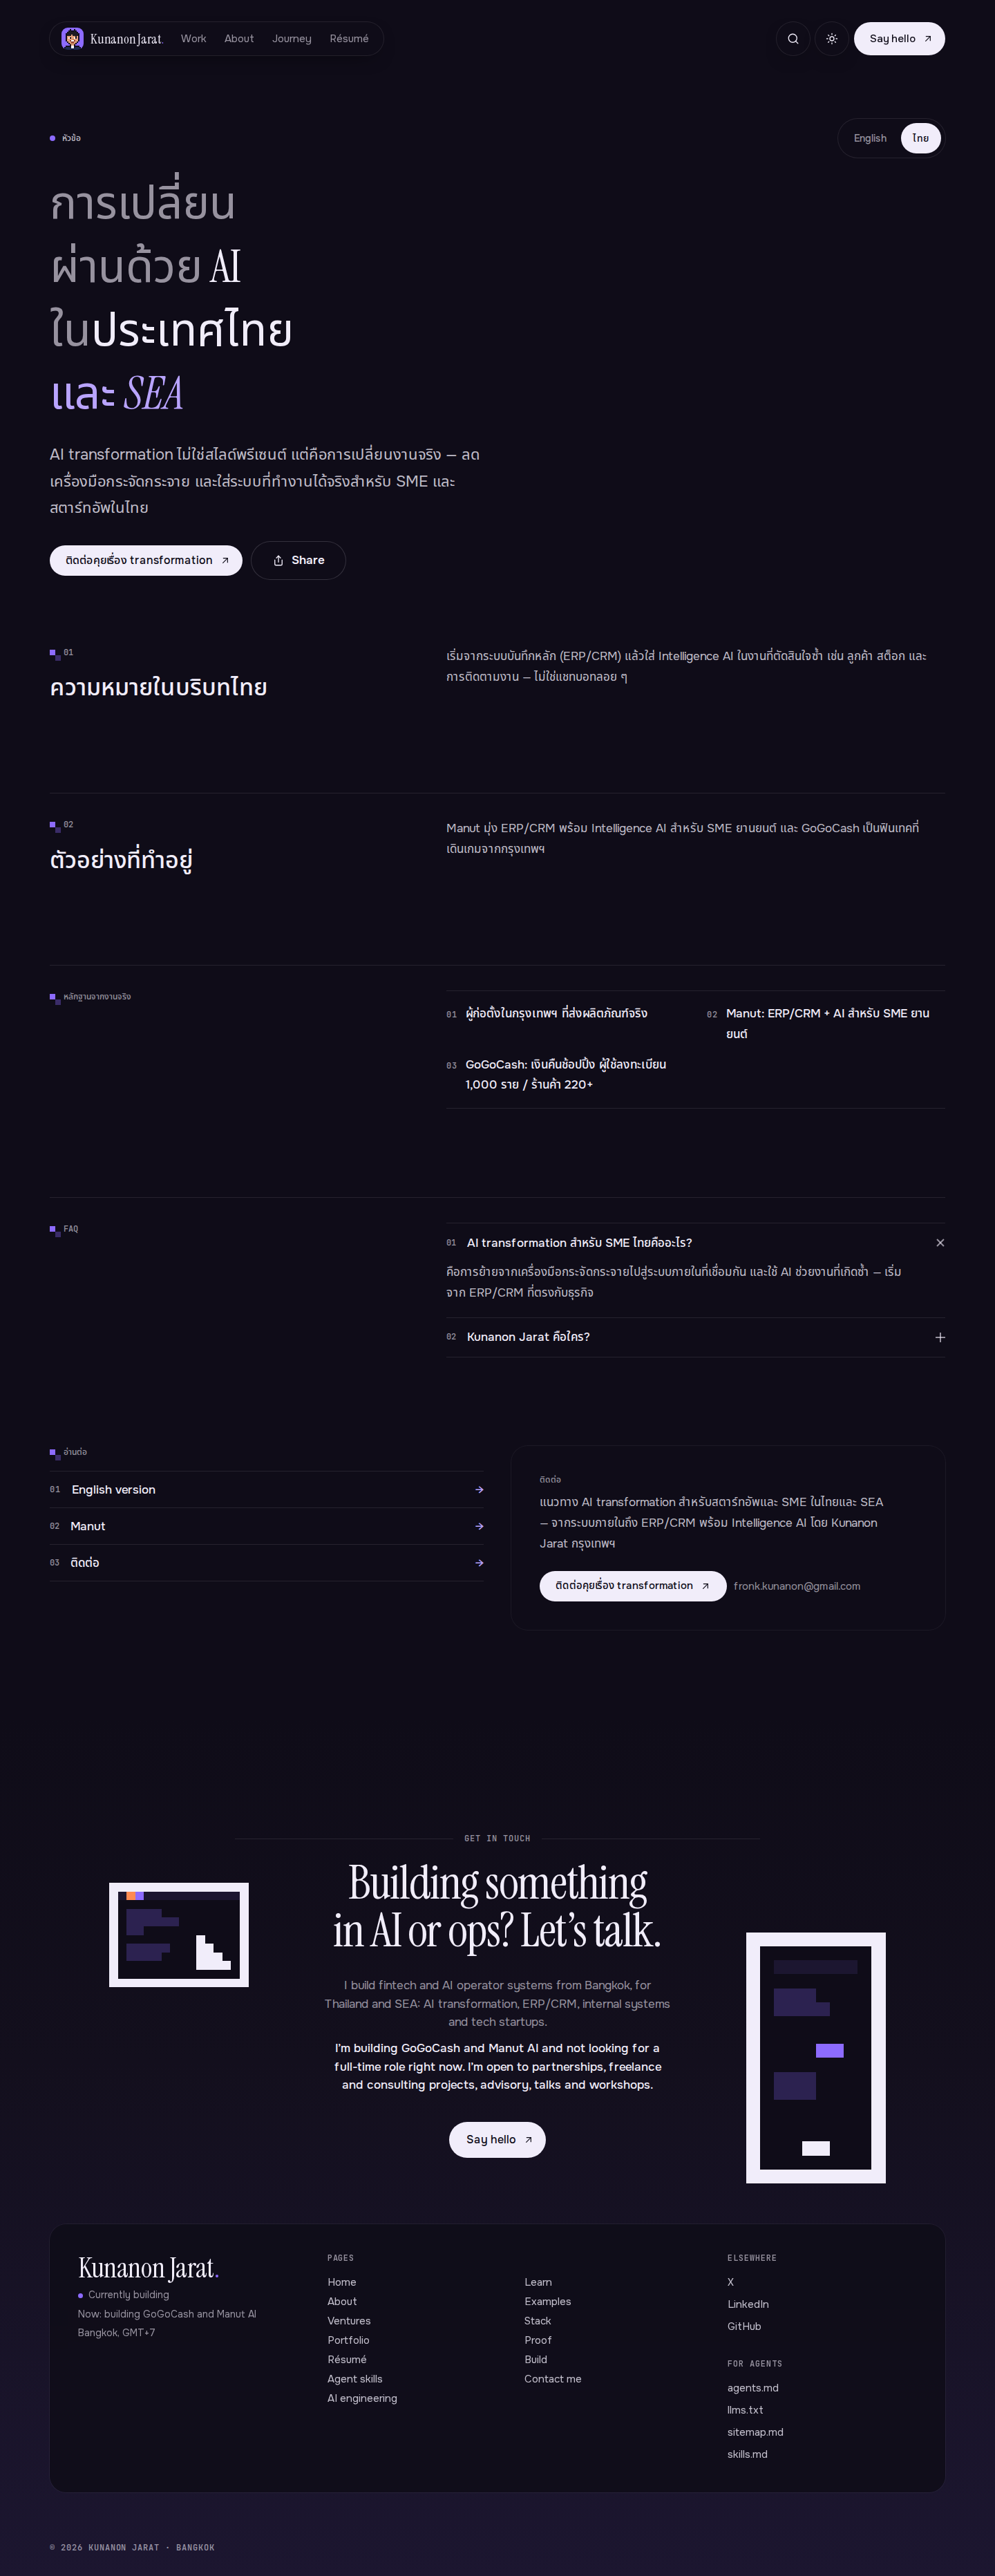 Kunanon Jarat.
Work
About
Journey
Résumé
Say hello
หัวข้อ
English
ไทย
การเปลี่ยน
ผ่านด้วย AI
ในประเทศไทย
และ SEA
AI transformation ไม่ใช่สไลด์พรีเซนต์ แต่คือการเปลี่ยนงานจริง — ลด
เครื่องมือกระจัดกระจาย และใส่ระบบที่ทำงานได้จริงสำหรับ SME และ
สตาร์ทอัพในไทย
ติดต่อคุยเรื่อง transformation
Share
01
ความหมายในบริบทไทย
เริ่มจากระบบบันทึกหลัก (ERP/CRM) แล้วใส่ Intelligence AI ในงานที่ตัดสินใจซ้ำ เช่น ลูกค้า สต็อก และ
การติดตามงาน — ไม่ใช่แชทบอทลอย ๆ
02
ตัวอย่างที่ทำอยู่
Manut มุ่ง ERP/CRM พร้อม Intelligence AI สำหรับ SME ยานยนต์ และ GoGoCash เป็นฟินเทคที่
เดินเกมจากกรุงเทพฯ
หลักฐานจากงานจริง
01 ผู้ก่อตั้งในกรุงเทพฯ ที่ส่งผลิตภัณฑ์จริง
02 Manut: ERP/CRM + AI สำหรับ SME ยาน
ยนต์
03 GoGoCash: เงินคืนช้อปปิ้ง ผู้ใช้ลงทะเบียน
1,000 ราย / ร้านค้า 220+
FAQ
01 AI transformation สำหรับ SME ไทยคืออะไร?
คือการย้ายจากเครื่องมือกระจัดกระจายไปสู่ระบบภายในที่เชื่อมกัน และใช้ AI ช่วยงานที่เกิดซ้ำ — เริ่ม
จาก ERP/CRM ที่ตรงกับธุรกิจ
02 Kunanon Jarat คือใคร?
อ่านต่อ
01 English version
02 Manut
03 ติดต่อ
ติดต่อ
แนวทาง AI transformation สำหรับสตาร์ทอัพและ SME ในไทยและ SEA
— จากระบบภายในถึง ERP/CRM พร้อม Intelligence AI โดย Kunanon
Jarat กรุงเทพฯ
ติดต่อคุยเรื่อง transformation
fronk.kunanon@gmail.com
GET IN TOUCH
Building something
in AI or ops? Let's talk.
I build fintech and AI operator systems from Bangkok, for
Thailand and SEA: AI transformation, ERP/CRM, internal systems
and tech startups.
I'm building GoGoCash and Manut AI and not looking for a
full-time role right now. I'm open to partnerships, freelance
and consulting projects, advisory, talks and workshops.
Say hello
Kunanon Jarat.
Currently building
Now: building GoGoCash and Manut AI
Bangkok, GMT+7
PAGES
Home
About
Ventures
Portfolio
Résumé
Agent skills
AI engineering
Learn
Examples
Stack
Proof
Build
Contact me
ELSEWHERE
X
LinkedIn
GitHub
FOR AGENTS
agents.md
llms.txt
sitemap.md
skills.md
© 2026 KUNANON JARAT · BANGKOK